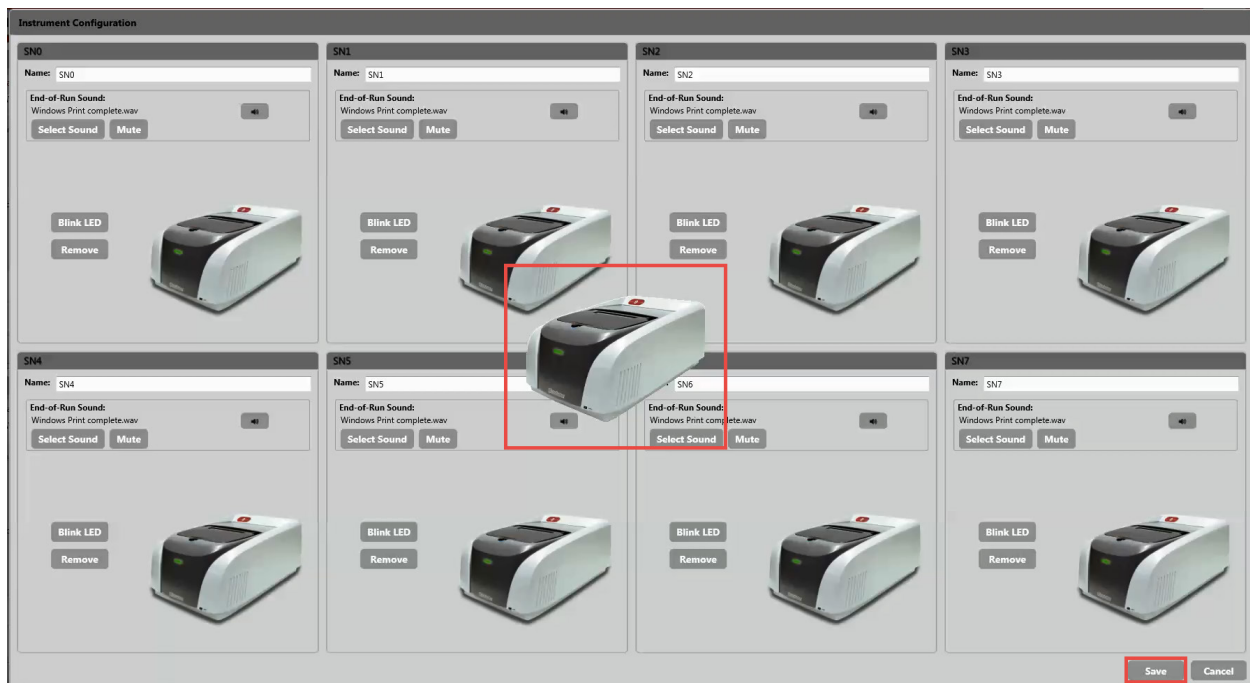 Instrument Configuration
SN0 SN1 SN2 SN3
Name: SN0 Name: SN1 Name: SN2 Name: SN3
End-of-Run Sound: End-of-Run Sound: End-of-Run Sound: End-of-Run Sound:
Windows Print complete.wav Windows Print complete.wav Windows Print complete.wav Windows Print complete.wav
Select Sound Mute Select Sound Mute Select Sound Mute Select Sound Mute
Blink LED Blink LED Blink LED Blink LED
Remove Remove Remove Remove
SN4 SN5 SN7
Name: SN4 Name: SN5 SN6 Name: SN7
End-of-Run Sound: End-of-Run Sound: End-of-Run Sound: End-of-Run Sound:
Windows Print complete.wav Windows Print complete.wav Windows Print complete.wav Windows Print complete.wav
Select Sound Mute Select Sound Mute Select Sound Mute Select Sound Mute
Blink LED Blink LED Blink LED Blink LED
Remove Remove Remove Remove
Save Cancel